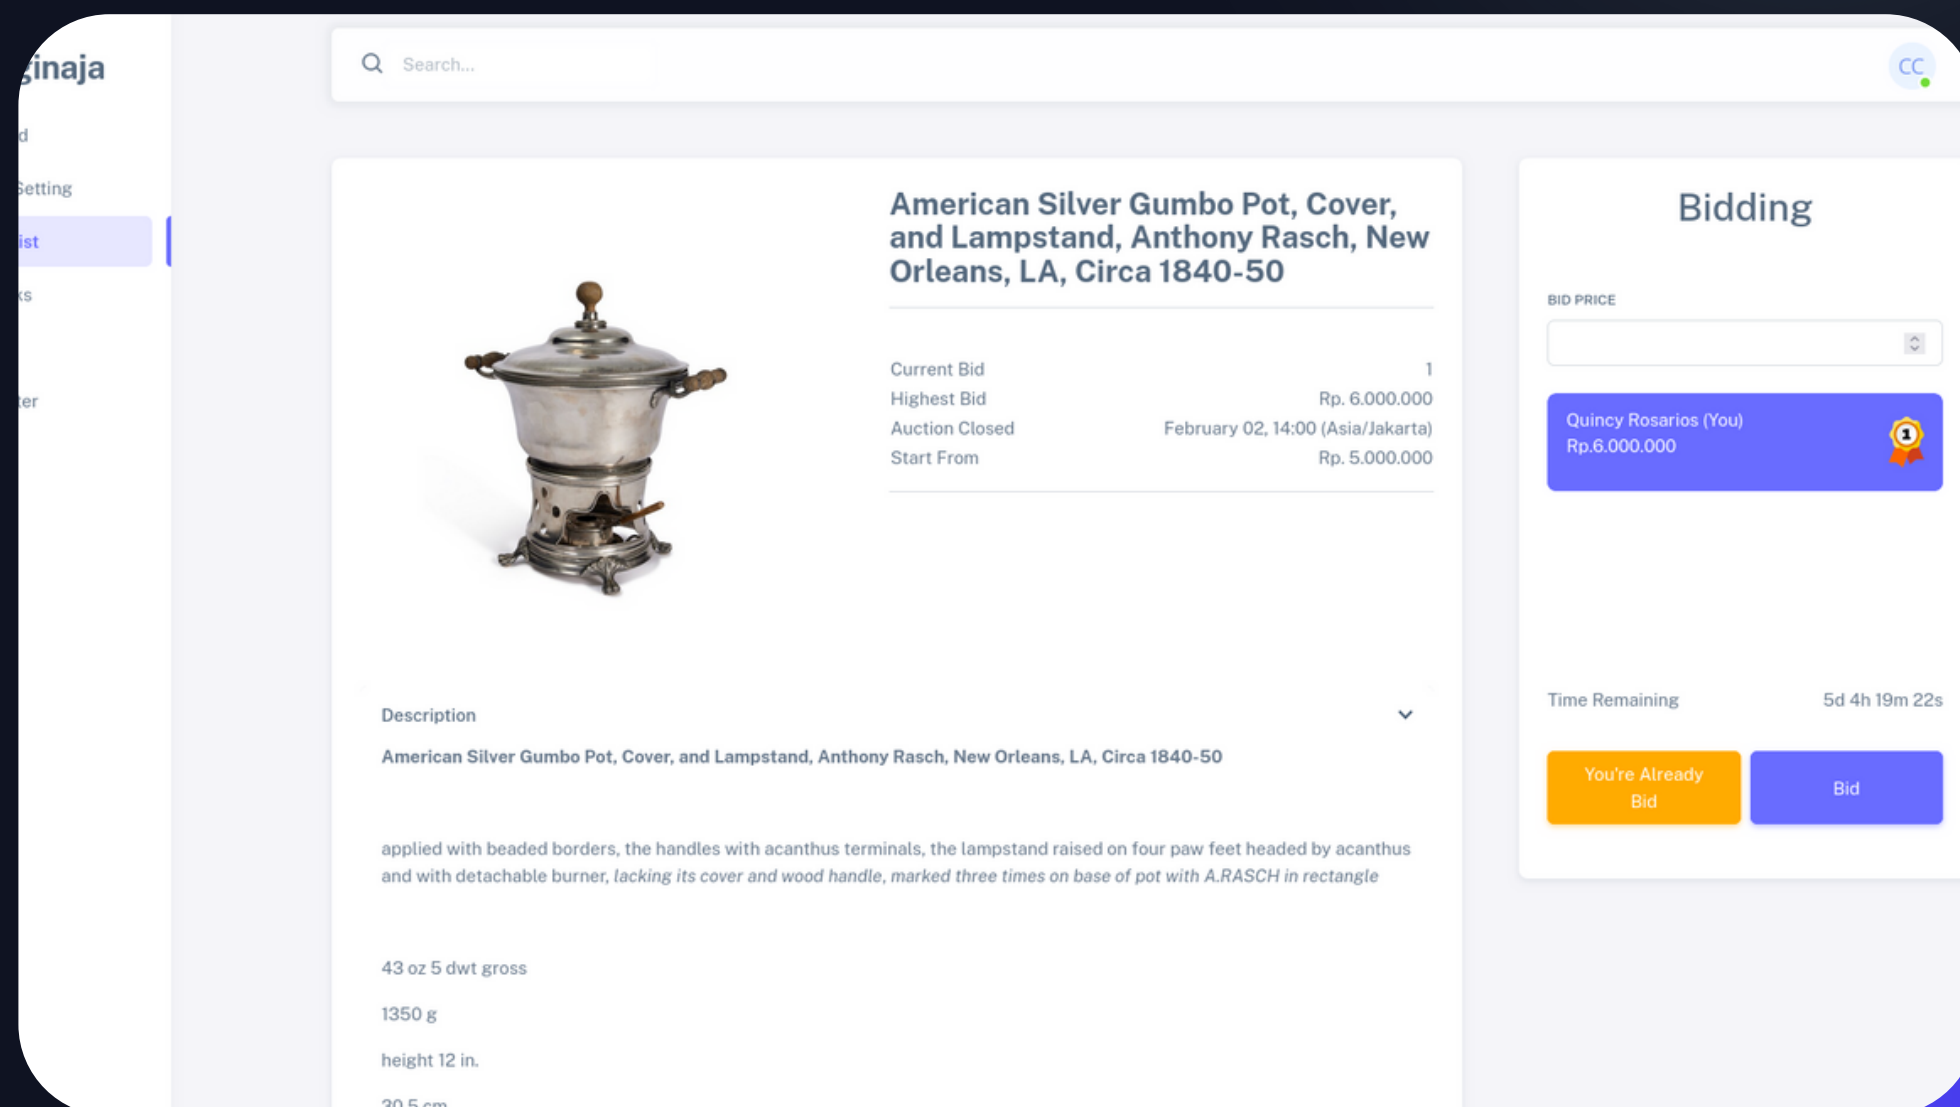 ginaja
d
Setting
ist
ks
ter
Search...
CC
American Silver Gumbo Pot, Cover,
and Lampstand, Anthony Rasch, New
Orleans, LA, Circa 1840-50
Current Bid 1
Highest Bid Rp. 6.000.000
Auction Closed February 02, 14:00 (Asia/Jakarta)
Start From Rp. 5.000.000
Description
American Silver Gumbo Pot, Cover, and Lampstand, Anthony Rasch, New Orleans, LA, Circa 1840-50
applied with beaded borders, the handles with acanthus terminals, the lampstand raised on four paw feet headed by acanthus
and with detachable burner, lacking its cover and wood handle, marked three times on base of pot with A.RASCH in rectangle
43 oz 5 dwt gross
1350 g
height 12 in.
30.5 cm
Bidding
BID PRICE
Quincy Rosarios (You)
Rp.6.000.000
1
Time Remaining 5d 4h 19m 22s
You're Already
Bid
Bid